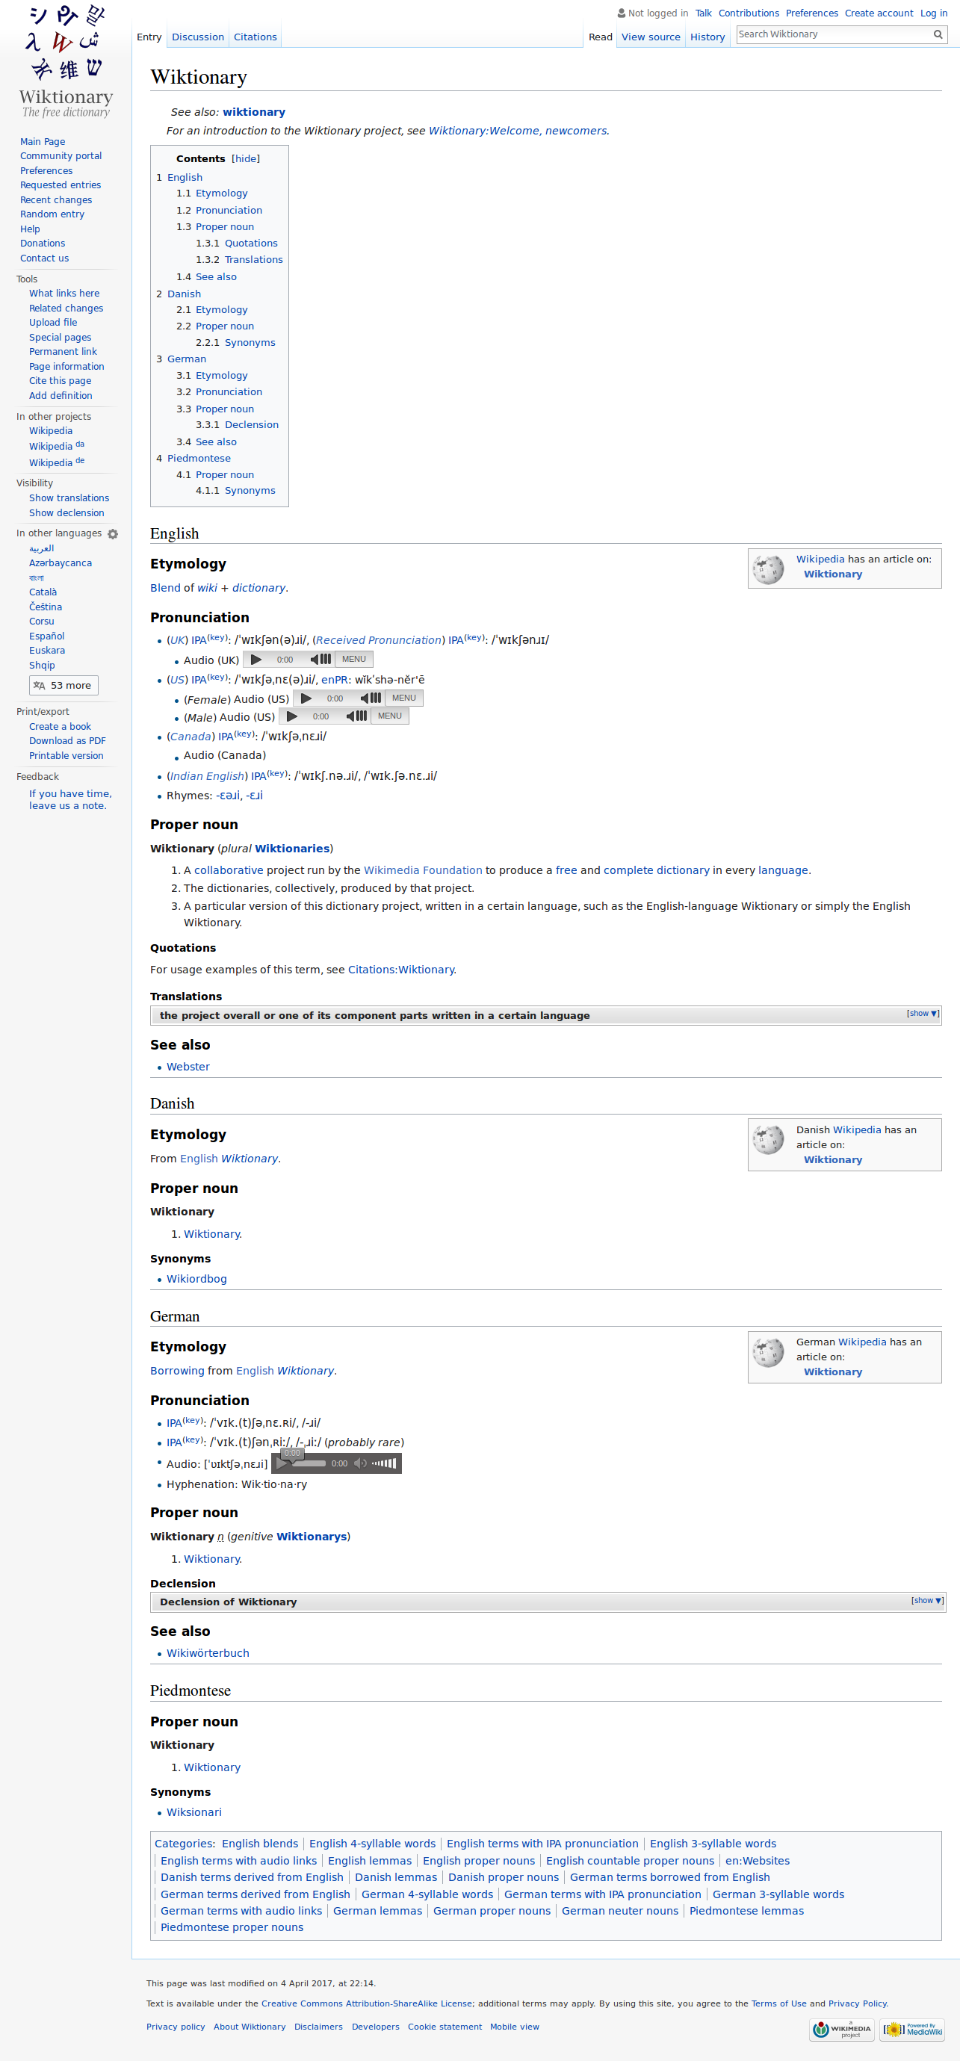 Not logged in Talk Contributions Preferences Create account Log in
Entry Discussion Citations Read View source History Search Wiktionary
Wiktionary
The free dictionary
Main Page
Community portal
Preferences
Requested entries
Recent changes
Random entry
Help
Donations
Contact us
Tools
What links here
Related changes
Upload file
Special pages
Permanent link
Page information
Cite this page
Add definition
In other projects
Wikipedia
Wikipedia da
Wikipedia de
Visibility
Show translations
Show declension
In other languages
العربية
Azərbaycanca
বাংলা
Català
Čeština
Corsu
Español
Euskara
Shqip
53 more
Print/export
Create a book
Download as PDF
Printable version
Feedback
If you have time,
leave us a note.
Wiktionary
See also: wiktionary
For an introduction to the Wiktionary project, see Wiktionary:Welcome, newcomers.
Contents [hide]
1 English
1.1 Etymology
1.2 Pronunciation
1.3 Proper noun
1.3.1 Quotations
1.3.2 Translations
1.4 See also
2 Danish
2.1 Etymology
2.2 Proper noun
2.2.1 Synonyms
3 German
3.1 Etymology
3.2 Pronunciation
3.3 Proper noun
3.3.1 Declension
3.4 See also
4 Piedmontese
4.1 Proper noun
4.1.1 Synonyms
English
Wikipedia has an article on:
Wiktionary
Etymology
Blend of wiki + dictionary.
Pronunciation
• (UK) IPA(key): /ˈwɪkʃən(ə)ɹi/, (Received Pronunciation) IPA(key): /ˈwɪkʃənɹɪ/
• Audio (UK) 0:00 MENU
• (US) IPA(key): /ˈwɪkʃəˌnɛ(ə)ɹi/, enPR: wĭkˈshə-nĕr'ē
• (Female) Audio (US) 0:00 MENU
• (Male) Audio (US) 0:00 MENU
• (Canada) IPA(key): /ˈwɪkʃəˌnɛɹi/
• Audio (Canada)
• (Indian English) IPA(key): /ˈwɪkʃ.nə.ɹi/, /ˈwɪk.ʃə.nɛ.ɹi/
• Rhymes: -ɛəɹi, -ɛɹi
Proper noun
Wiktionary (plural Wiktionaries)
1. A collaborative project run by the Wikimedia Foundation to produce a free and complete dictionary in every language.
2. The dictionaries, collectively, produced by that project.
3. A particular version of this dictionary project, written in a certain language, such as the English-language Wiktionary or simply the English
Wiktionary.
Quotations
For usage examples of this term, see Citations:Wiktionary.
Translations
the project overall or one of its component parts written in a certain language [show ▼]
See also
• Webster
Danish
Danish Wikipedia has an
article on:
Wiktionary
Etymology
From English Wiktionary.
Proper noun
Wiktionary
1. Wiktionary.
Synonyms
• Wikiordbog
German
German Wikipedia has an
article on:
Wiktionary
Etymology
Borrowing from English Wiktionary.
Pronunciation
• IPA(key): /ˈvɪk.(t)ʃəˌnɛ.ʀi/, /-ɹi/
• IPA(key): /ˈvɪk.(t)ʃənˌʀiː/, /-ˌɹiː/ (probably rare)
0:00
• Audio: [ˈʋɪktʃəˌnɛɹi] 0:00
• Hyphenation: Wik·tio·na·ry
Proper noun
Wiktionary n (genitive Wiktionarys)
1. Wiktionary.
Declension
Declension of Wiktionary [show ▼]
See also
• Wikiwörterbuch
Piedmontese
Proper noun
Wiktionary
1. Wiktionary
Synonyms
• Wiksionari
Categories: English blends English 4-syllable words English terms with IPA pronunciation English 3-syllable words
English terms with audio links English lemmas English proper nouns English countable proper nouns en:Websites
Danish terms derived from English Danish lemmas Danish proper nouns German terms borrowed from English
German terms derived from English German 4-syllable words German terms with IPA pronunciation German 3-syllable words
German terms with audio links German lemmas German proper nouns German neuter nouns Piedmontese lemmas
Piedmontese proper nouns
This page was last modified on 4 April 2017, at 22:14.
Text is available under the Creative Commons Attribution-ShareAlike License; additional terms may apply. By using this site, you agree to the Terms of Use and Privacy Policy.
Privacy policy About Wiktionary Disclaimers Developers Cookie statement Mobile view
WIKIMEDIA
project
Powered By
MediaWiki